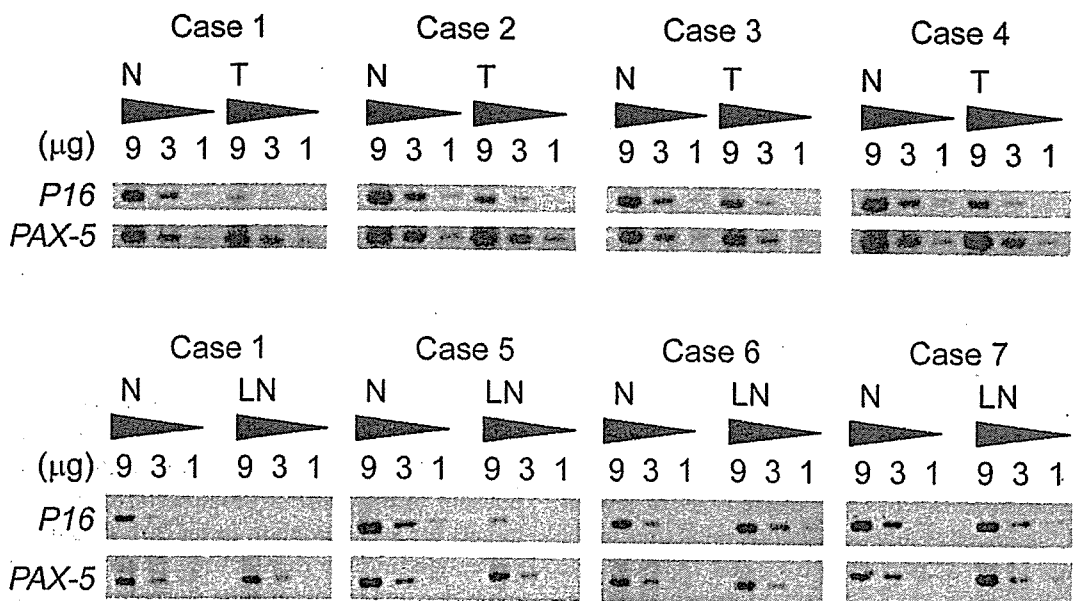 Case 1 Case 2 Case 3 Case 4
N T N T N T N T
(μg) 9 3 1 9 3 1 9 3 1 9 3 1 9 3 1 9 3 1 9 3 1 9 3 1
P16
PAX-5
Case 1 Case 5 Case 6 Case 7
N LN N LN N LN N LN
(μg) 9 3 1 9 3 1 9 3 1 9 3 1 9 3 1 9 3 1 9 3 1 9 3 1
P16
PAX-5